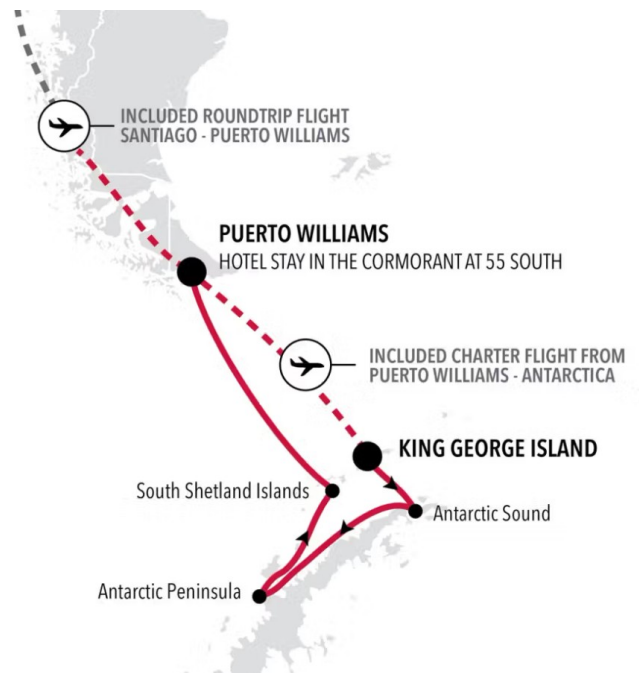 INCLUDED ROUNDTRIP FLIGHT
SANTIAGO - PUERTO WILLIAMS
PUERTO WILLIAMS
HOTEL STAY IN THE CORMORANT AT 55 SOUTH
INCLUDED CHARTER FLIGHT FROM
PUERTO WILLIAMS - ANTARCTICA
KING GEORGE ISLAND
South Shetland Islands
Antarctic Sound
Antarctic Peninsula